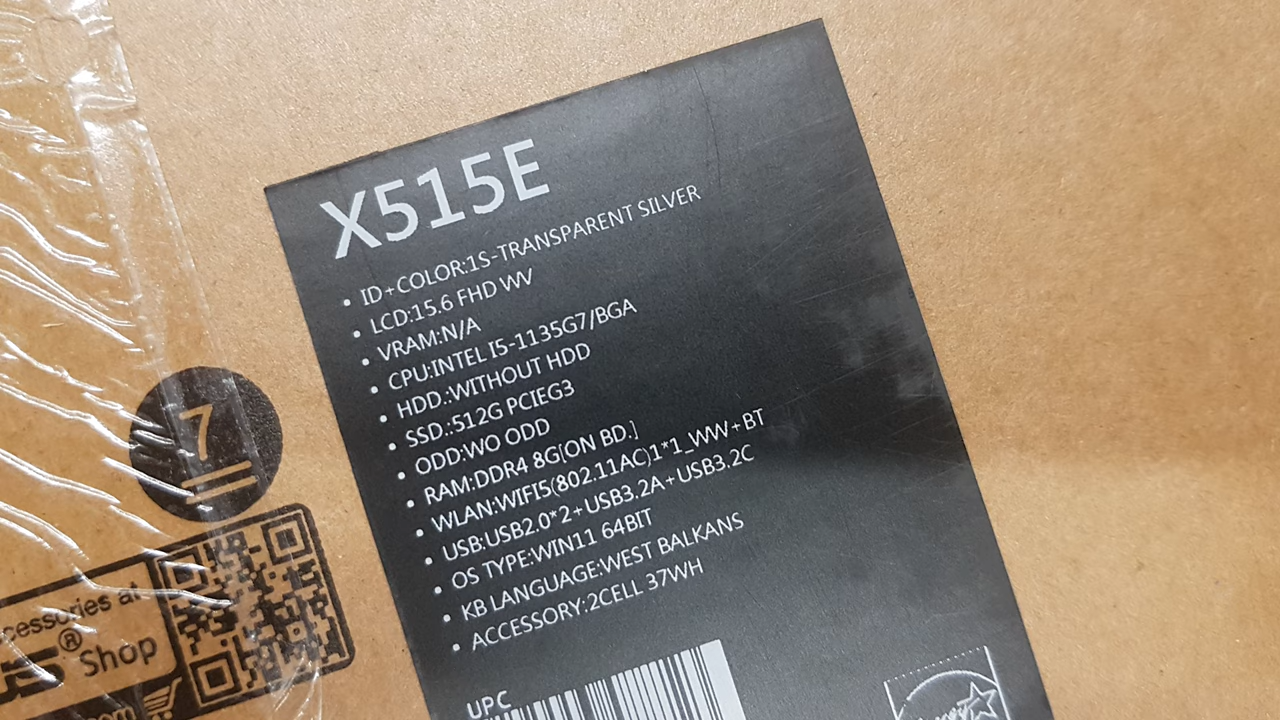 X515E
• ID+COLOR:1S-TRANSPARENT SILVER
• LCD:15.6 FHD WV
• VRAM:N/A
• CPU:INTEL I5-1135G7/BGA
• HDD.:WITHOUT HDD
• SSD.:512G PCIEG3
• ODD:WO ODD
• RAM:DDR4 8G[ON BD.]
• WLAN:WIFI5(802.11AC)1*1_WW+BT
• USB:USB2.0*2+USB3.2A+USB3.2C
• OS TYPE:WIN11 64BIT
• KB LANGUAGE:WEST BALKANS
• ACCESSORY:2CELL 37WH
UPC
7
cessories at
® Shop